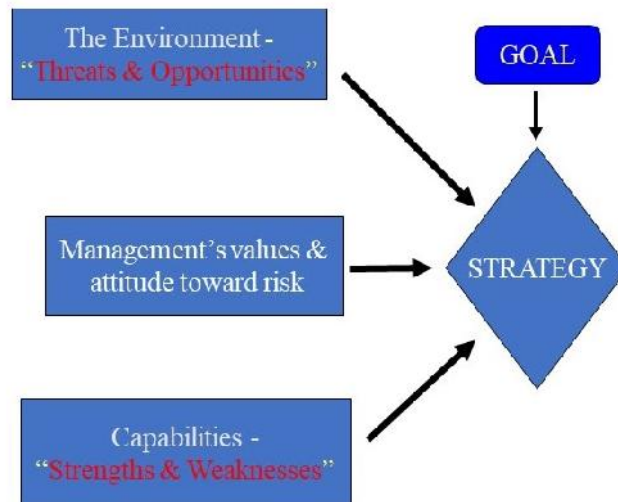 The Environment -
“Threats & Opportunities”
GOAL
Management’s values &
attitude toward risk
STRATEGY
Capabilities -
“Strengths & Weaknesses”